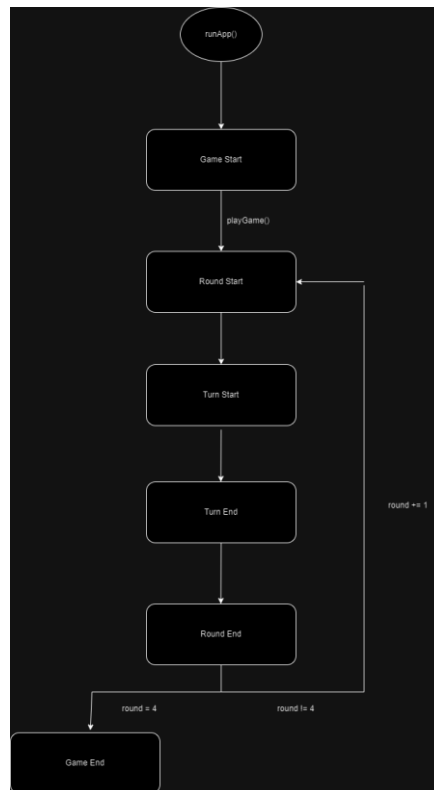 runApp()
Game Start
playGame()
Round Start
Turn Start
Turn End
round += 1
Round End
round = 4
round != 4
Game End